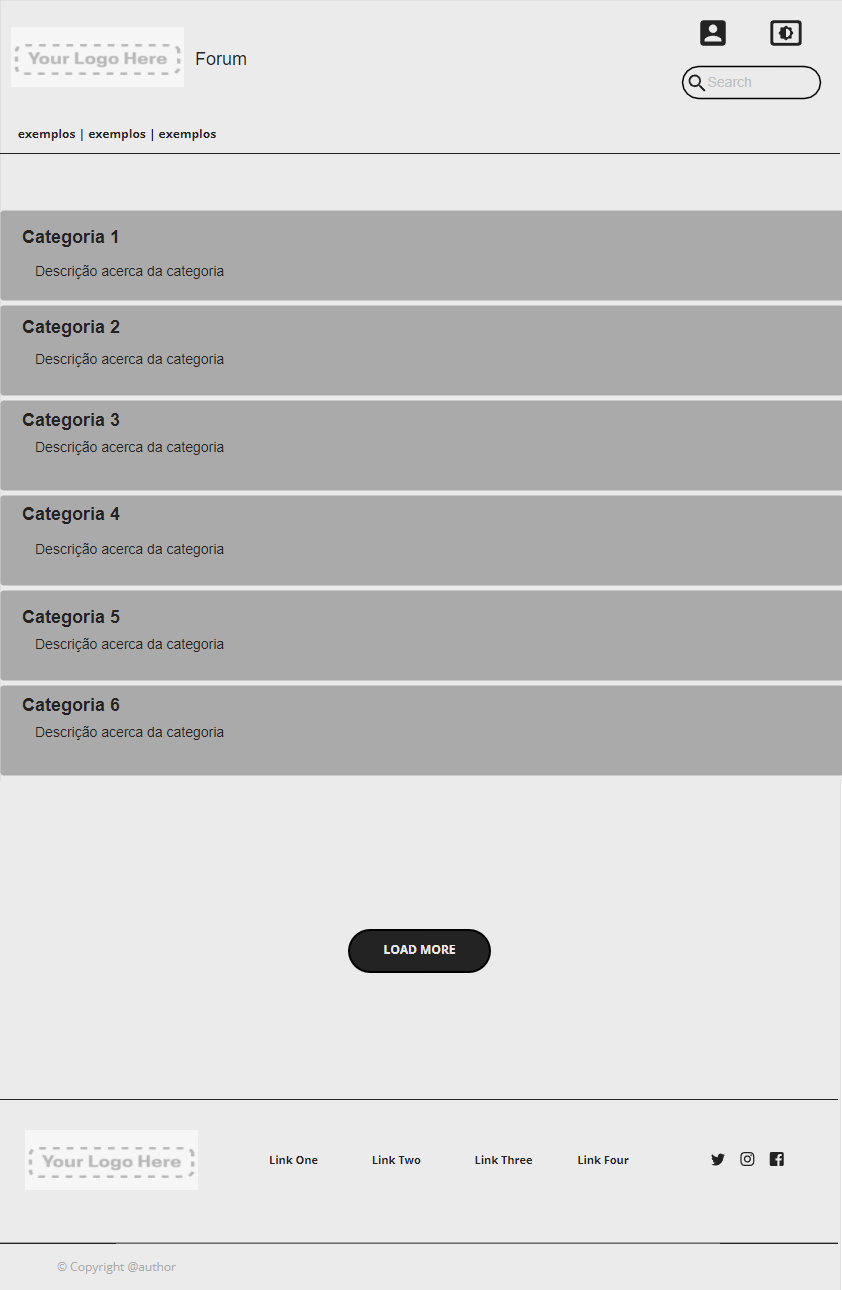 Your Logo Here
Forum
Search
exemplos | exemplos | exemplos
Categoria 1
Descrição acerca da categoria
Categoria 2
Descrição acerca da categoria
Categoria 3
Descrição acerca da categoria
Categoria 4
Descrição acerca da categoria
Categoria 5
Descrição acerca da categoria
Categoria 6
Descrição acerca da categoria
LOAD MORE
Your Logo Here
Link One
Link Two
Link Three
Link Four
© Copyright @author